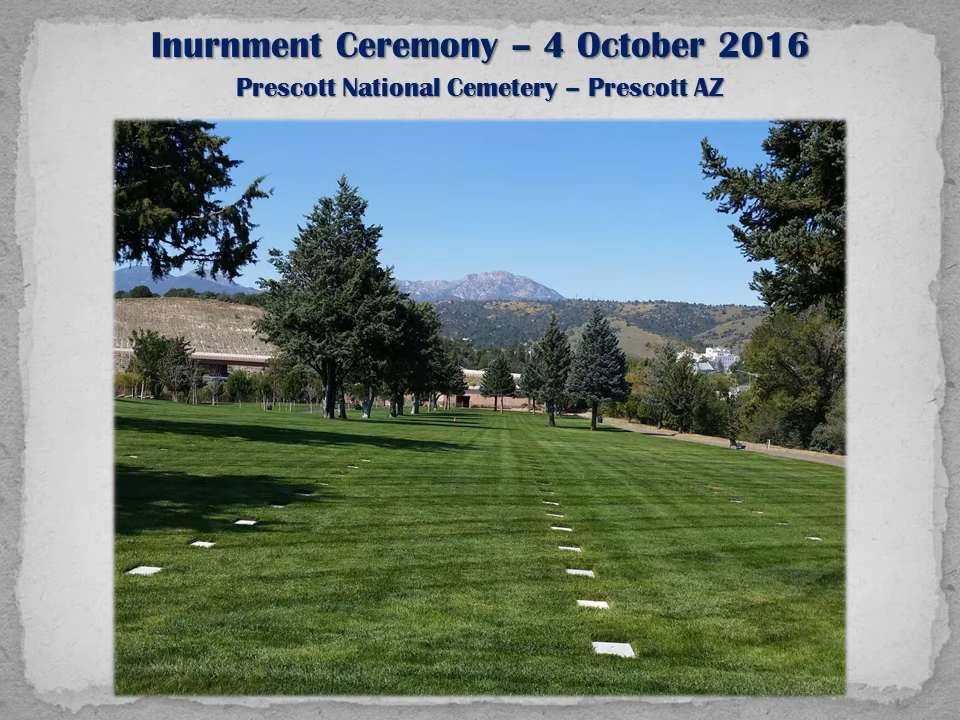 Inurnment Ceremony – 4 October 2016
Prescott National Cemetery – Prescott AZ